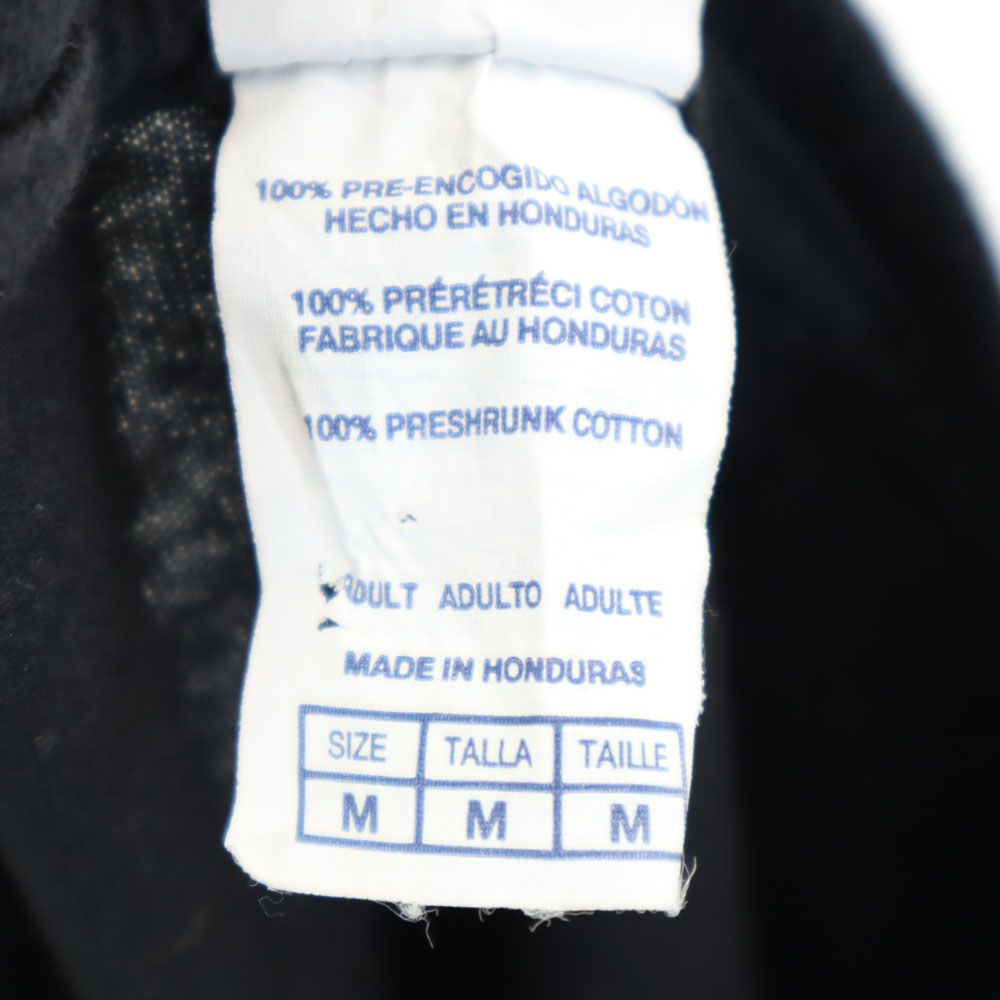 100% PRE-ENCOGIDO ALGODÓN
HECHO EN HONDURAS
100% PRÉRÉTRÉCI COTON
FABRIQUE AU HONDURAS
100% PRESHRUNK COTTON
ADULT ADULTO ADULTE
MADE IN HONDURAS
SIZE TALLA TAILLE
M M M